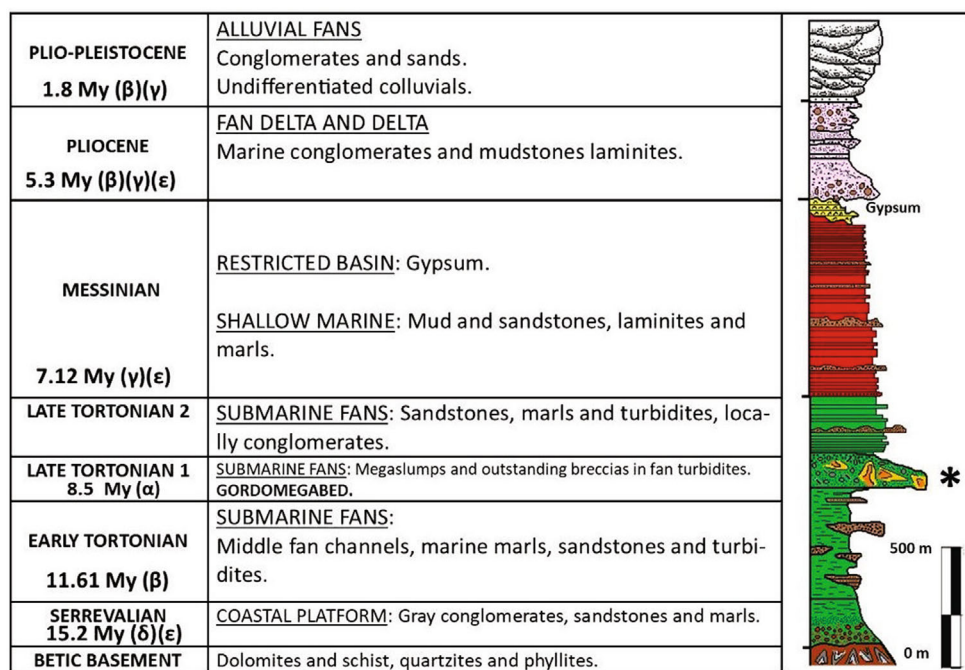 PLIO-PLEISTOCENE
1.8 My (β)(γ)
ALLUVIAL FANS
Conglomerates and sands.
Undifferentiated colluvials.
PLIOCENE
5.3 My (β)(γ)(ε)
FAN DELTA AND DELTA
Marine conglomerates and mudstones laminites.
Gypsum
MESSINIAN
7.12 My (γ)(ε)
RESTRICTED BASIN: Gypsum.
SHALLOW MARINE: Mud and sandstones, laminites and
marls.
LATE TORTONIAN 2
SUBMARINE FANS: Sandstones, marls and turbidites, loca-
lly conglomerates.
LATE TORTONIAN 1
8.5 My (α)
SUBMARINE FANS: Megaslumps and outstanding breccias in fan turbidites.
GORDOMEGABED.
*
EARLY TORTONIAN
11.61 My (β)
SUBMARINE FANS:
Middle fan channels, marine marls, sandstones and turbi-
dites.
500 m
SERREVALIAN
15.2 My (δ)(ε)
COASTAL PLATFORM: Gray conglomerates, sandstones and marls.
BETIC BASEMENT
Dolomites and schist, quartzites and phyllites.
0 m